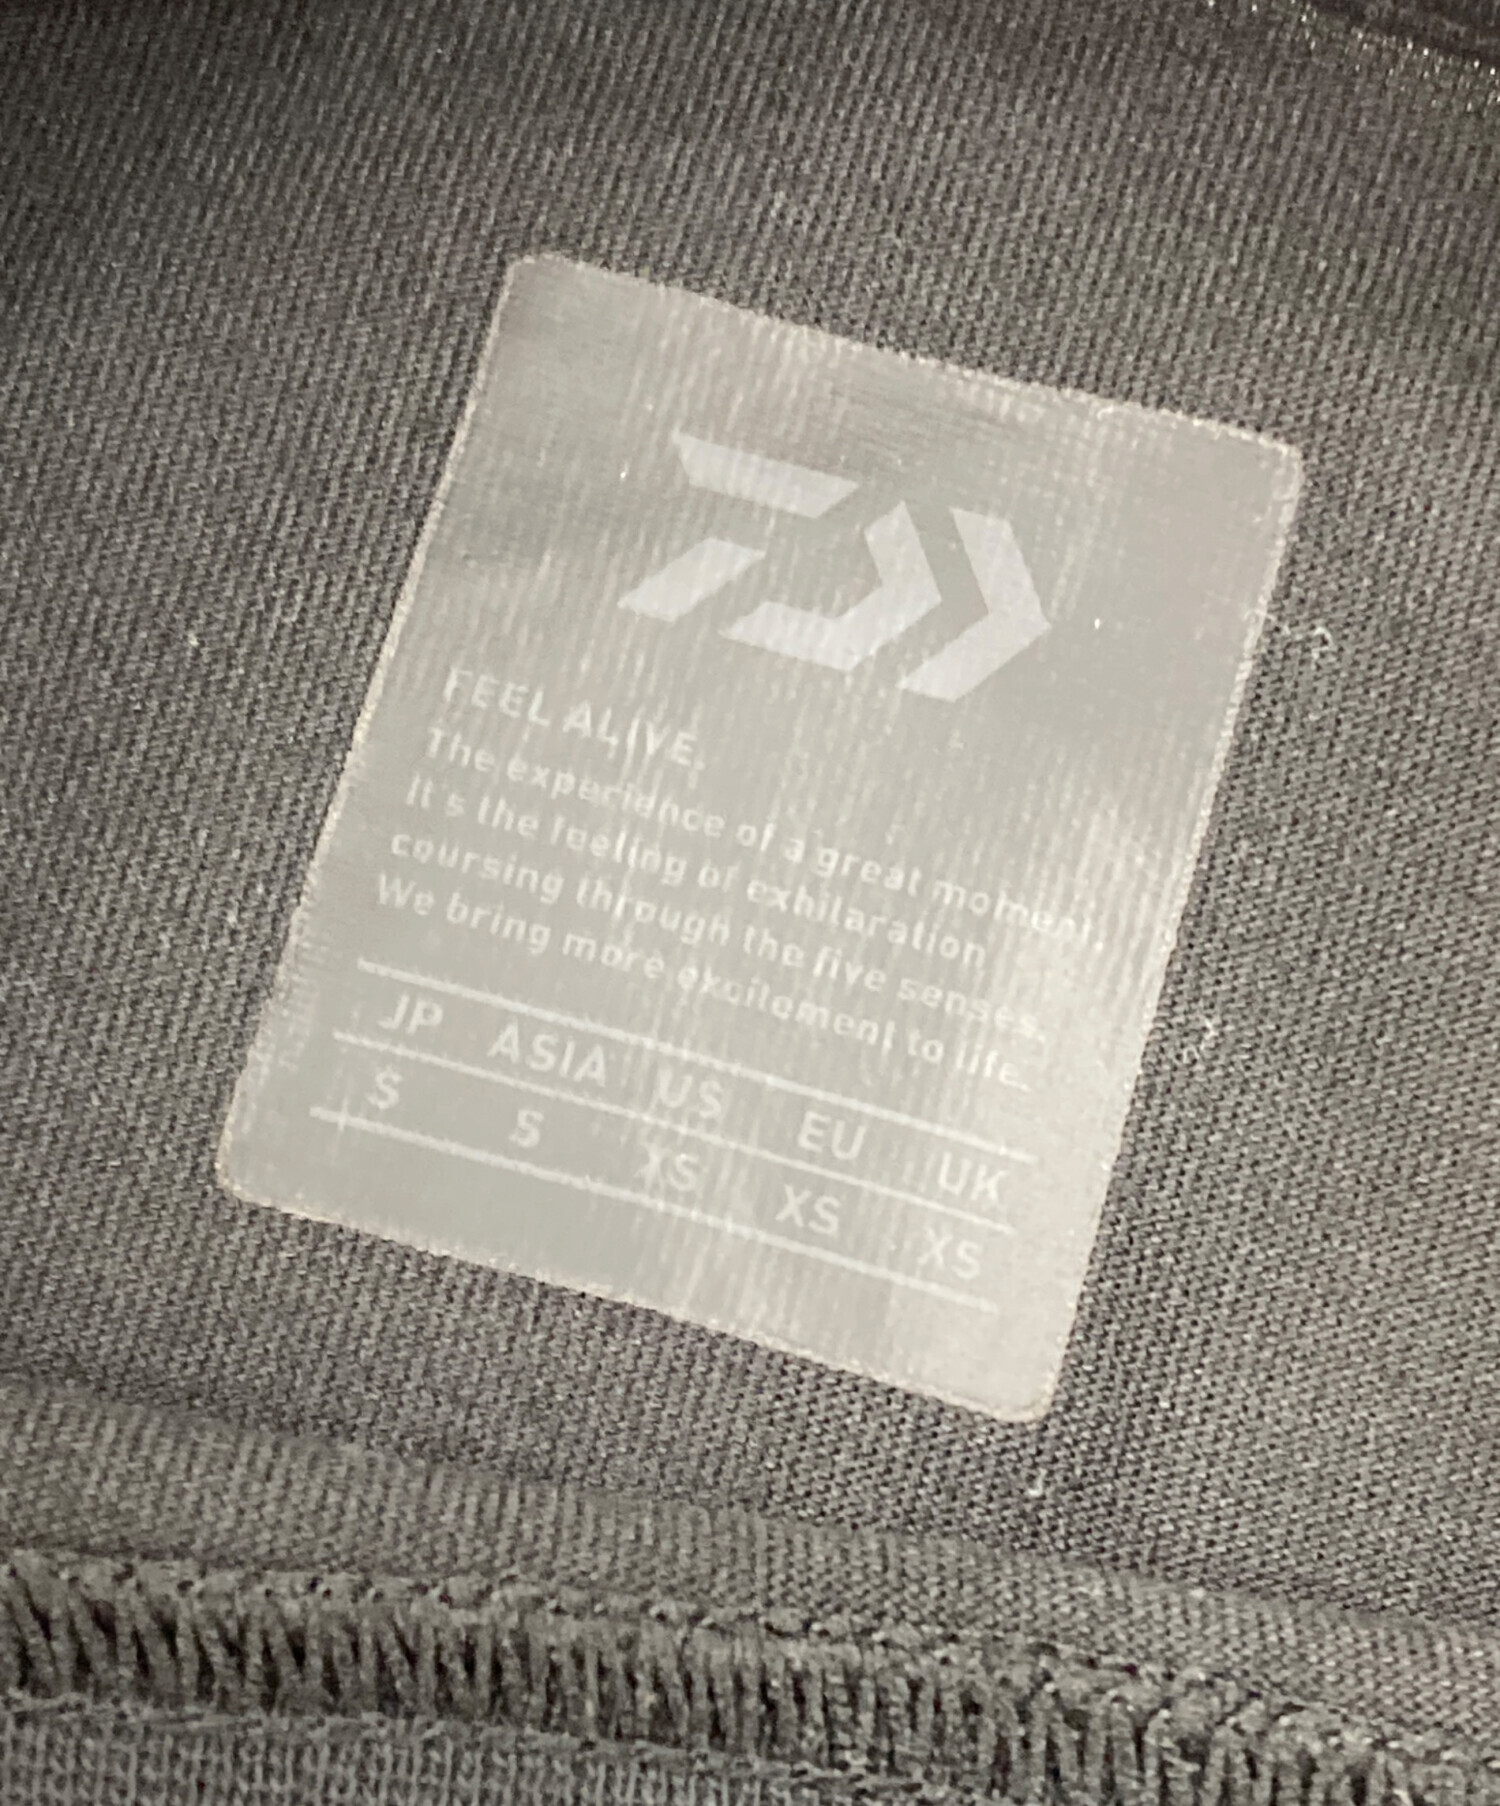 FEEL ALIVE.
The experience of a great moment.
It's the feeling of exhilaration
coursing through the five senses.
We bring more excitement to life.
JP ASIA US EU UK
S S XS XS XS